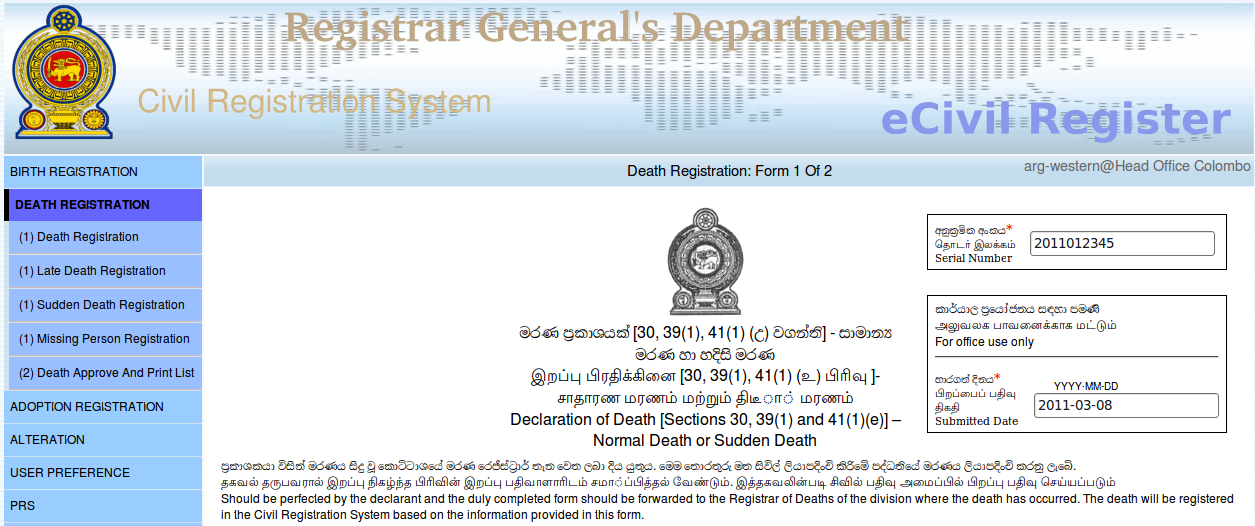 Registrar General's Department
Civil Registration System
eCivil Register
BIRTH REGISTRATION
DEATH REGISTRATION
(1) Death Registration
(1) Late Death Registration
(1) Sudden Death Registration
(1) Missing Person Registration
(2) Death Approve And Print List
ADOPTION REGISTRATION
ALTERATION
USER PREFERENCE
PRS
Death Registration: Form 1 Of 2
arg-western@Head Office Colombo
අනුක්‍රමික අංකය*
தொடர் இலக்கம்
Serial Number
2011012345
කාර්යාල ප්‍රයෝජනය සඳහා පමණි
அலுவலக பாவனைக்காக மட்டும்
For office use only
භාරගත් දිනය*
பிறப்பைப் பதிவு
திகதி
Submitted Date
YYYY-MM-DD
2011-03-08
මරණ ප්‍රකාශයක් [30, 39(1), 41(1) (උ) වගන්ති] - සාමාන්‍ය
මරණ හා හදිසි මරණ
இறப்பு பிரதிக்கினை [30, 39(1), 41(1) (உ) பிரிவு ]-
சாதாரண மரணம் மற்றும் திடீா் மரணம்
Declaration of Death [Sections 30, 39(1) and 41(1)(e)] –
Normal Death or Sudden Death
ප්‍රකාශකයා විසින් මරණය සිදු වූ කොට්ටාශයේ මරණ රෙජිස්ට්‍රාර් තැන වෙත ලබා දිය යුතුය. මෙම තොරතුරු මත සිවිල් ලියාපදිංචි කිරිමේ පද්ධතියේ මරණය ලියාපදිංචි කරනු ලැබේ.
தகவல் தருபவரால் இறப்பு நிகழ்ந்த பிரிவின் இறப்பு பதிவாளரிடம் சமா்ப்பித்தல் வேண்டும். இத்தகவலின்படி சிவில் பதிவு அமைப்பில் பிறப்பு பதிவு செய்யப்படும்
Should be perfected by the declarant and the duly completed form should be forwarded to the Registrar of Deaths of the division where the death has occurred. The death will be registered
in the Civil Registration System based on the information provided in this form.